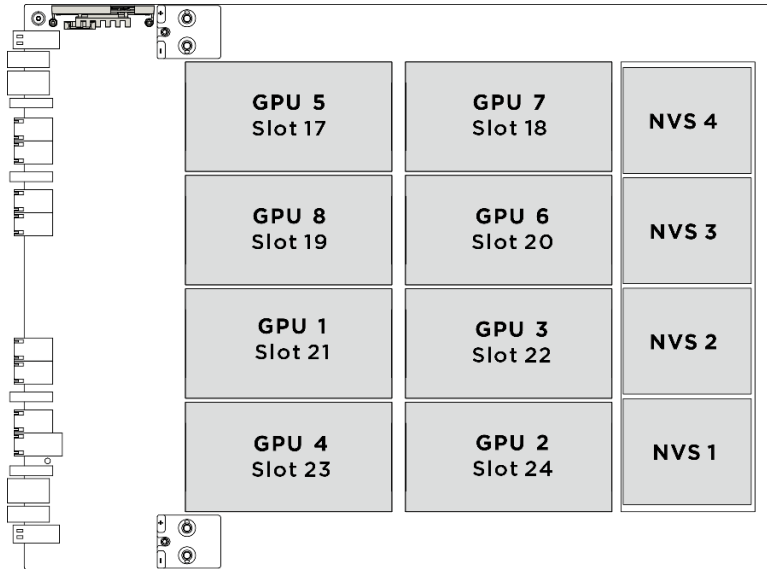 GPU 5
Slot 17
GPU 7
Slot 18
NVS 4
GPU 8
Slot 19
GPU 6
Slot 20
NVS 3
GPU 1
Slot 21
GPU 3
Slot 22
NVS 2
GPU 4
Slot 23
GPU 2
Slot 24
NVS 1